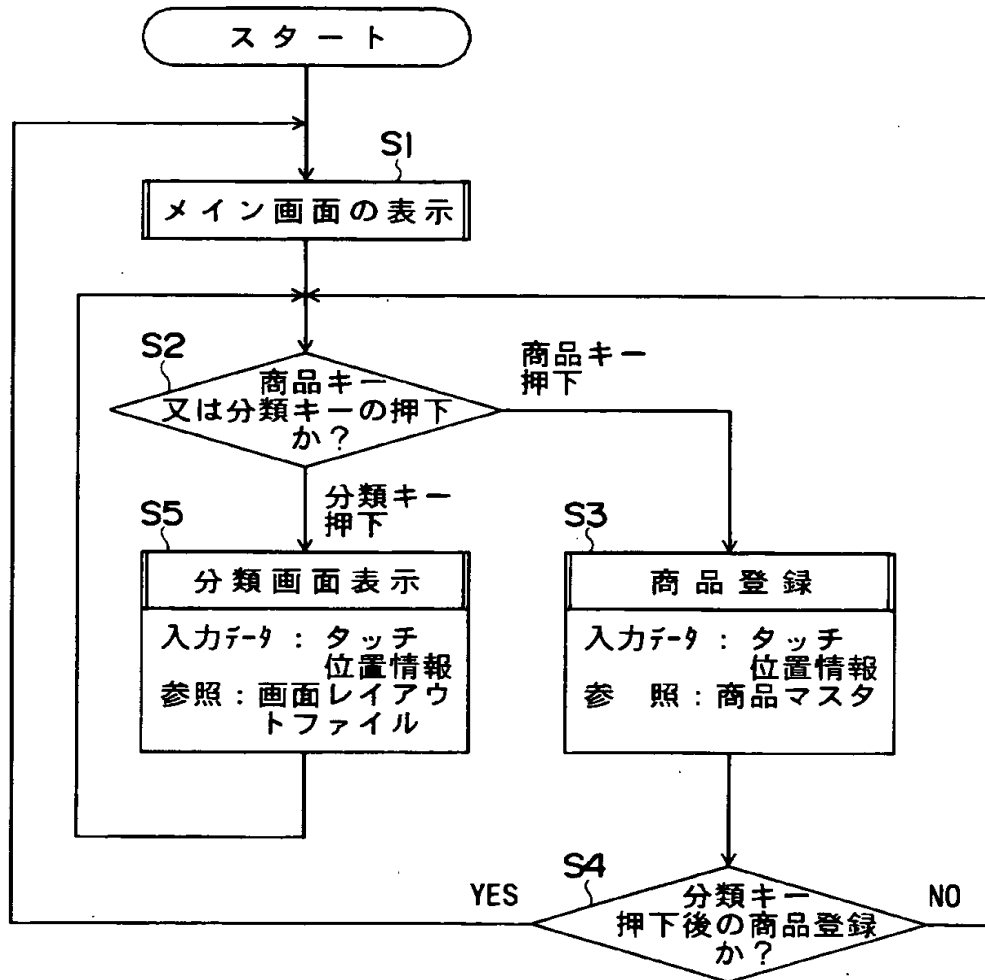 スタート
S1
メイン画面の表示
S2
商品キー
又は分類キーの押下
か?
商品キー
押下
分類キー
押下
S5
分類画面表示
入力データ:タッチ
位置情報
参照:画面レイアウ
トファイル
S3
商品登録
入力データ:タッチ
位置情報
参 照:商品マスタ
S4
分類キー
押下後の商品登録
か?
YES
NO